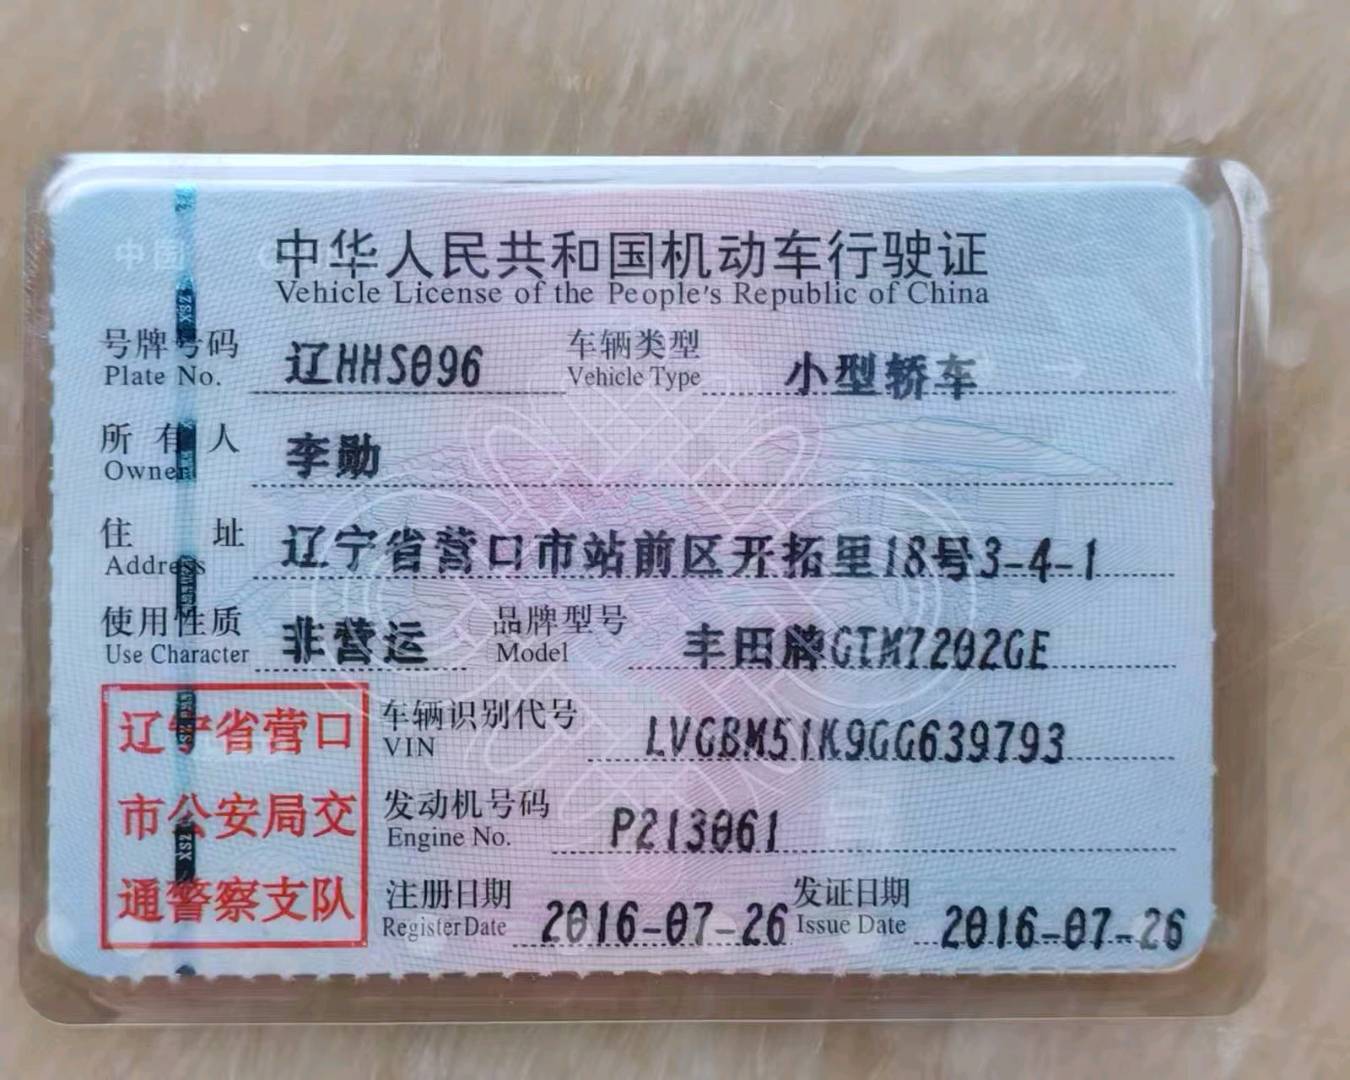 中华人民共和国机动车行驶证
Vehicle License of the People's Republic of China
号牌号码 辽HHS096 车辆类型 小型轿车
Plate No. Vehicle Type
所有人 李勋
Owner
住址 辽宁省营口市站前区开拓里18号3-4-1
Address
使用性质 非营运 品牌型号 丰田牌GTM7202GE
Use Character Model
辽宁省营口
市公安局交
通警察支队
车辆识别代号 LVGBM51K9GG639793
VIN
发动机号码 P213061
Engine No.
注册日期 2016-07-26 发证日期 2016-07-26
Register Date Issue Date